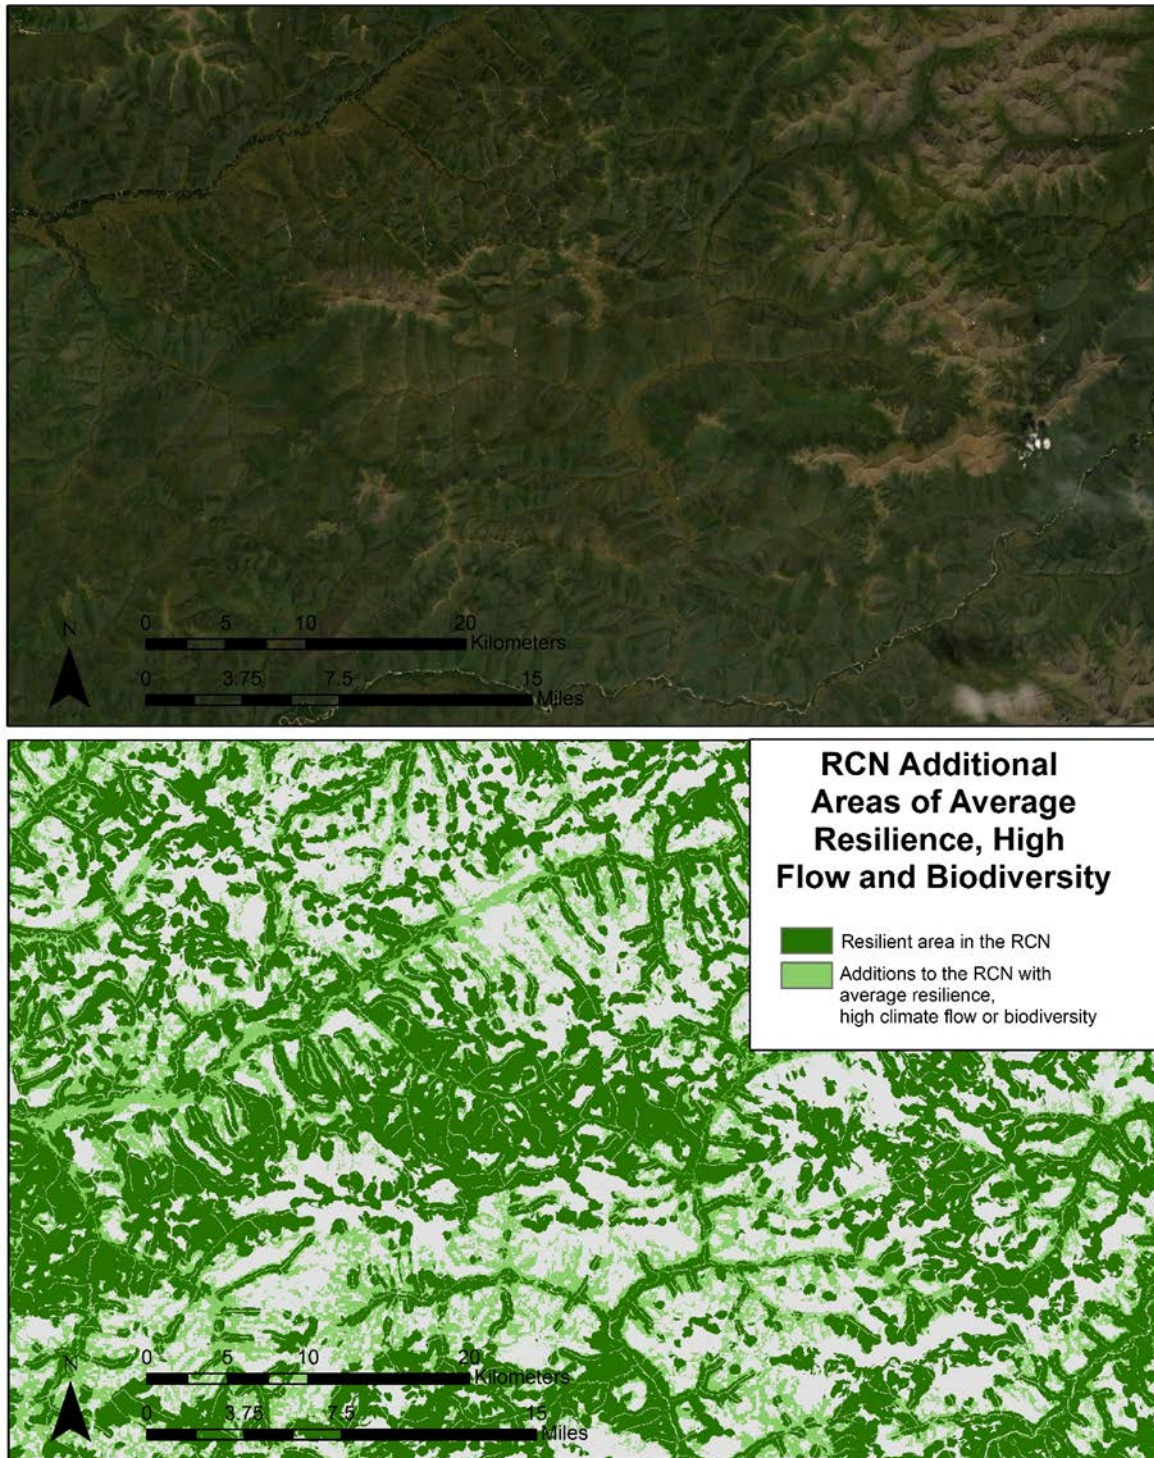 0 5 10 20
Kilometers
N
0 3.75 7.5 15
Miles
RCN Additional
Areas of Average
Resilience, High
Flow and Biodiversity
Resilient area in the RCN
Additions to the RCN with
average resilience,
high climate flow or biodiversity
0 5 10 20
Kilometers
N
0 3.75 7.5 15
Miles